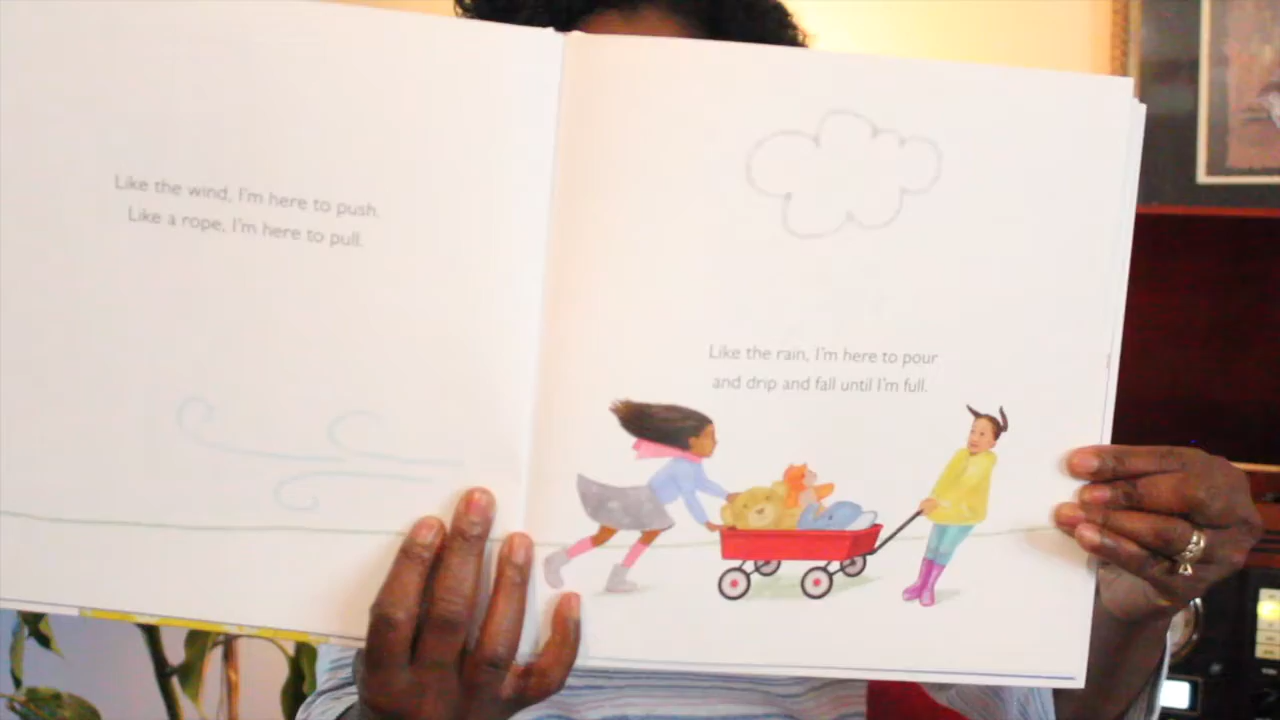 Like the wind, I'm here to push.
Like a rope, I'm here to pull.
Like the rain, I'm here to pour
and drip and fall until I'm full.